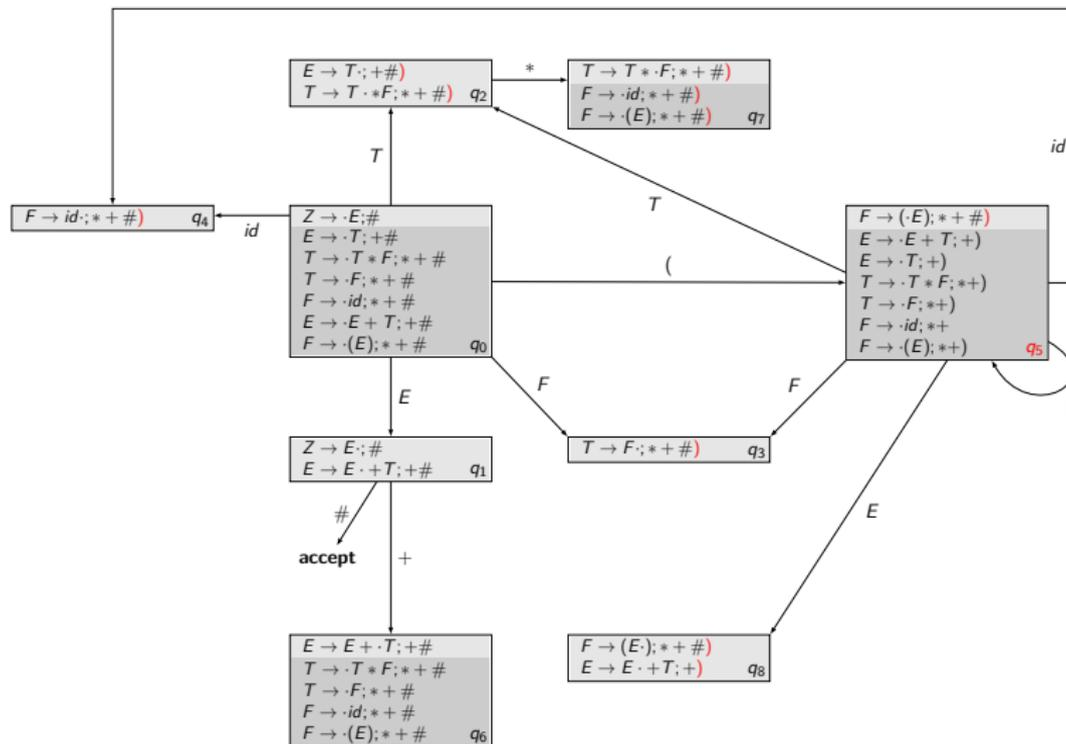 E → T·; +#)
T → T · ∗F; ∗ + #) q2
∗
T → T ∗ ·F; ∗ + #)
F → ·id; ∗ + #)
F → ·(E); ∗ + #) q7
id
T
T
F → id·; ∗ + #) q4
id
Z → ·E; #
E → ·T; +#
T → ·T ∗ F; ∗ + #
T → ·F; ∗ + #
F → ·id; ∗ + #
E → ·E + T; +#
F → ·(E); ∗ + # q0
(
F → (·E); ∗ + #)
E → ·E + T; +)
E → ·T; +)
T → ·T ∗ F; ∗+)
T → ·F; ∗+)
F → ·id; ∗+
F → ·(E); ∗+) q5
E
F
F
Z → E·; #
E → E · +T; +# q1
T → F·; ∗ + #) q3
#
accept
+
E
E → E + ·T; +#
T → ·T ∗ F; ∗ + #
T → ·F; ∗ + #
F → ·id; ∗ + #
F → ·(E); ∗ + # q6
F → (E·); ∗ + #)
E → E · +T; +) q8